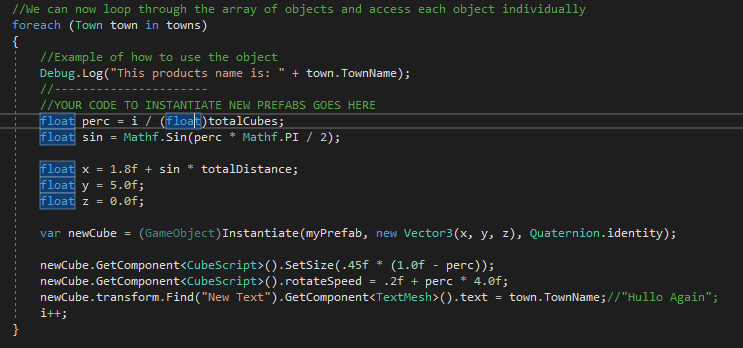 //We can now loop through the array of objects and access each object individually
foreach (Town town in towns)
{
//Example of how to use the object
Debug.Log("This products name is: " + town.TownName);
//----------------------
//YOUR CODE TO INSTANTIATE NEW PREFABS GOES HERE
float perc = i / (float)totalCubes;
float sin = Mathf.Sin(perc * Mathf.PI / 2);
float x = 1.8f + sin * totalDistance;
float y = 5.0f;
float z = 0.0f;
var newCube = (GameObject)Instantiate(myPrefab, new Vector3(x, y, z), Quaternion.identity);
newCube.GetComponent<CubeScript>().SetSize(.45f * (1.0f - perc));
newCube.GetComponent<CubeScript>().rotateSpeed = .2f + perc * 4.0f;
newCube.transform.Find("New Text").GetComponent<TextMesh>().text = town.TownName;//"Hullo Again";
i++;
}